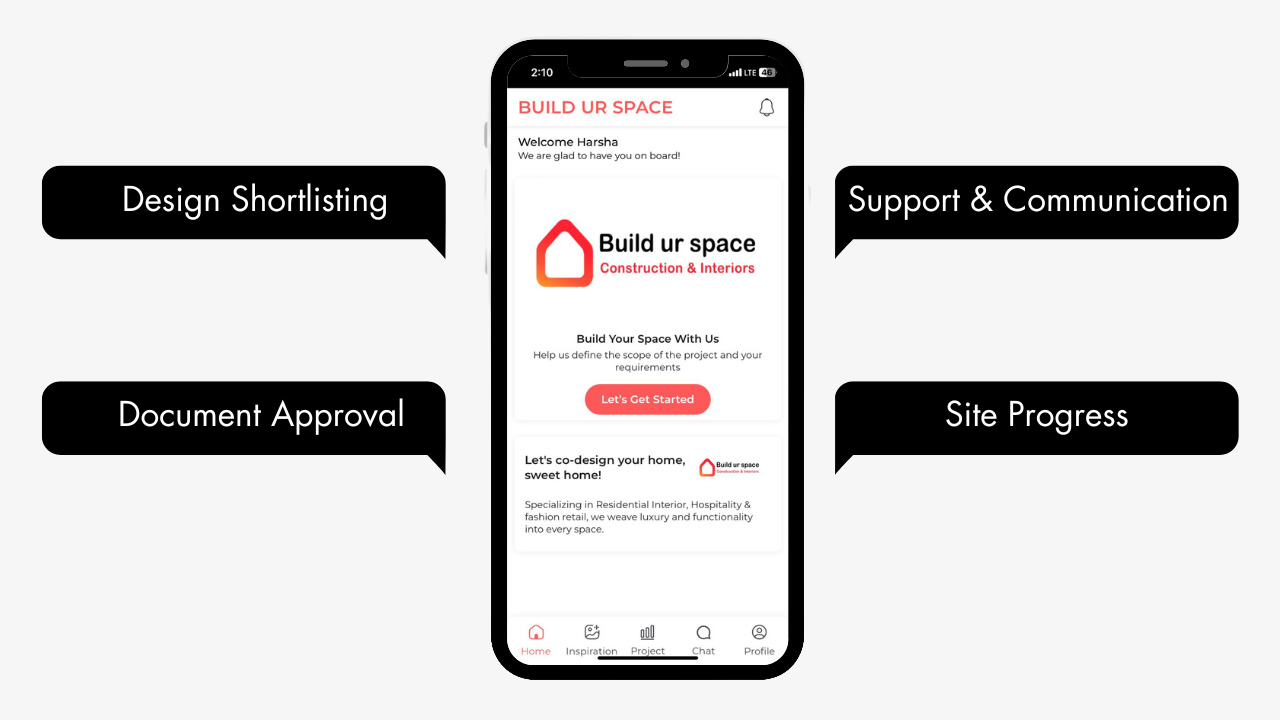 2:10
LTE 46
BUILD UR SPACE
Welcome Harsha
We are glad to have you on board!
Design Shortlisting
Support & Communication
Build ur space
Construction & Interiors
Build Your Space With Us
Help us define the scope of the project and your
requirements
Let's Get Started
Document Approval
Site Progress
Let's co-design your home,
sweet home!
Build ur space
Construction & Interiors
Specializing in Residential Interior, Hospitality &
fashion retail, we weave luxury and functionality
into every space.
Home
Inspiration
Project
Chat
Profile